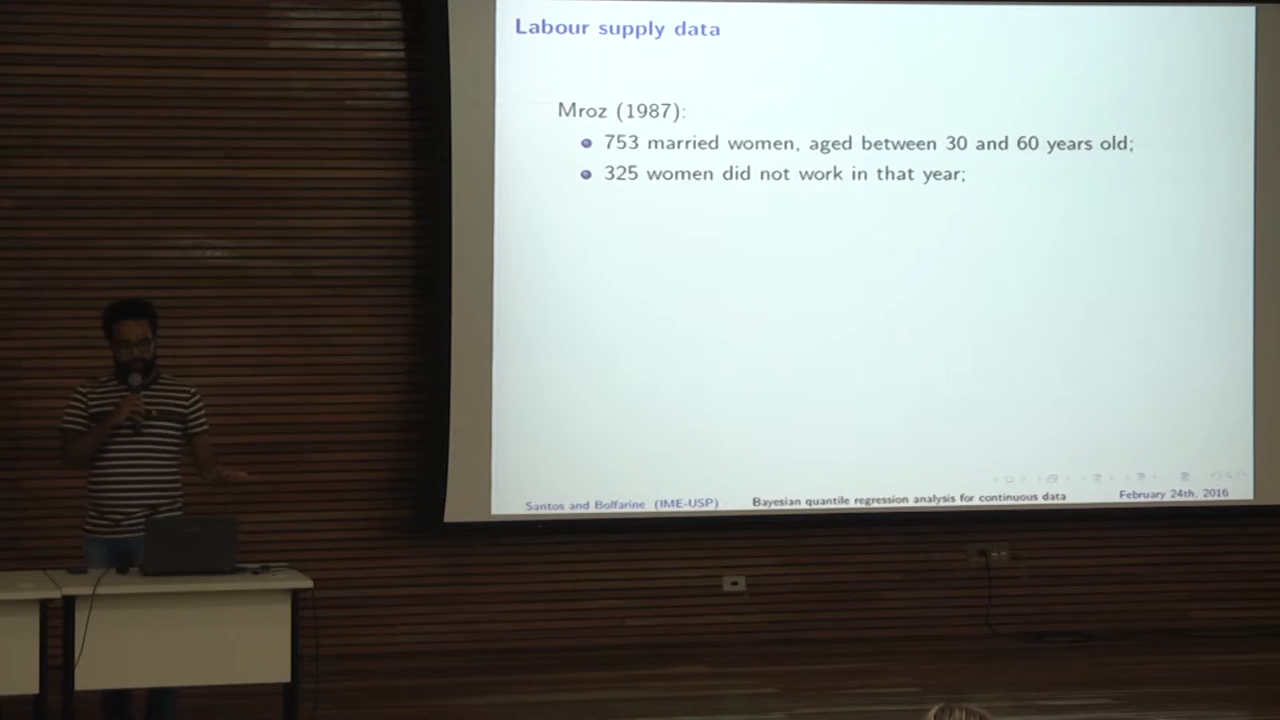 Labour supply data
Mroz (1987):
753 married women, aged between 30 and 60 years old;
325 women did not work in that year;
Santos and Bolfarine (IME-USP) Bayesian quantile regression analysis for continuous data February 24th, 2016